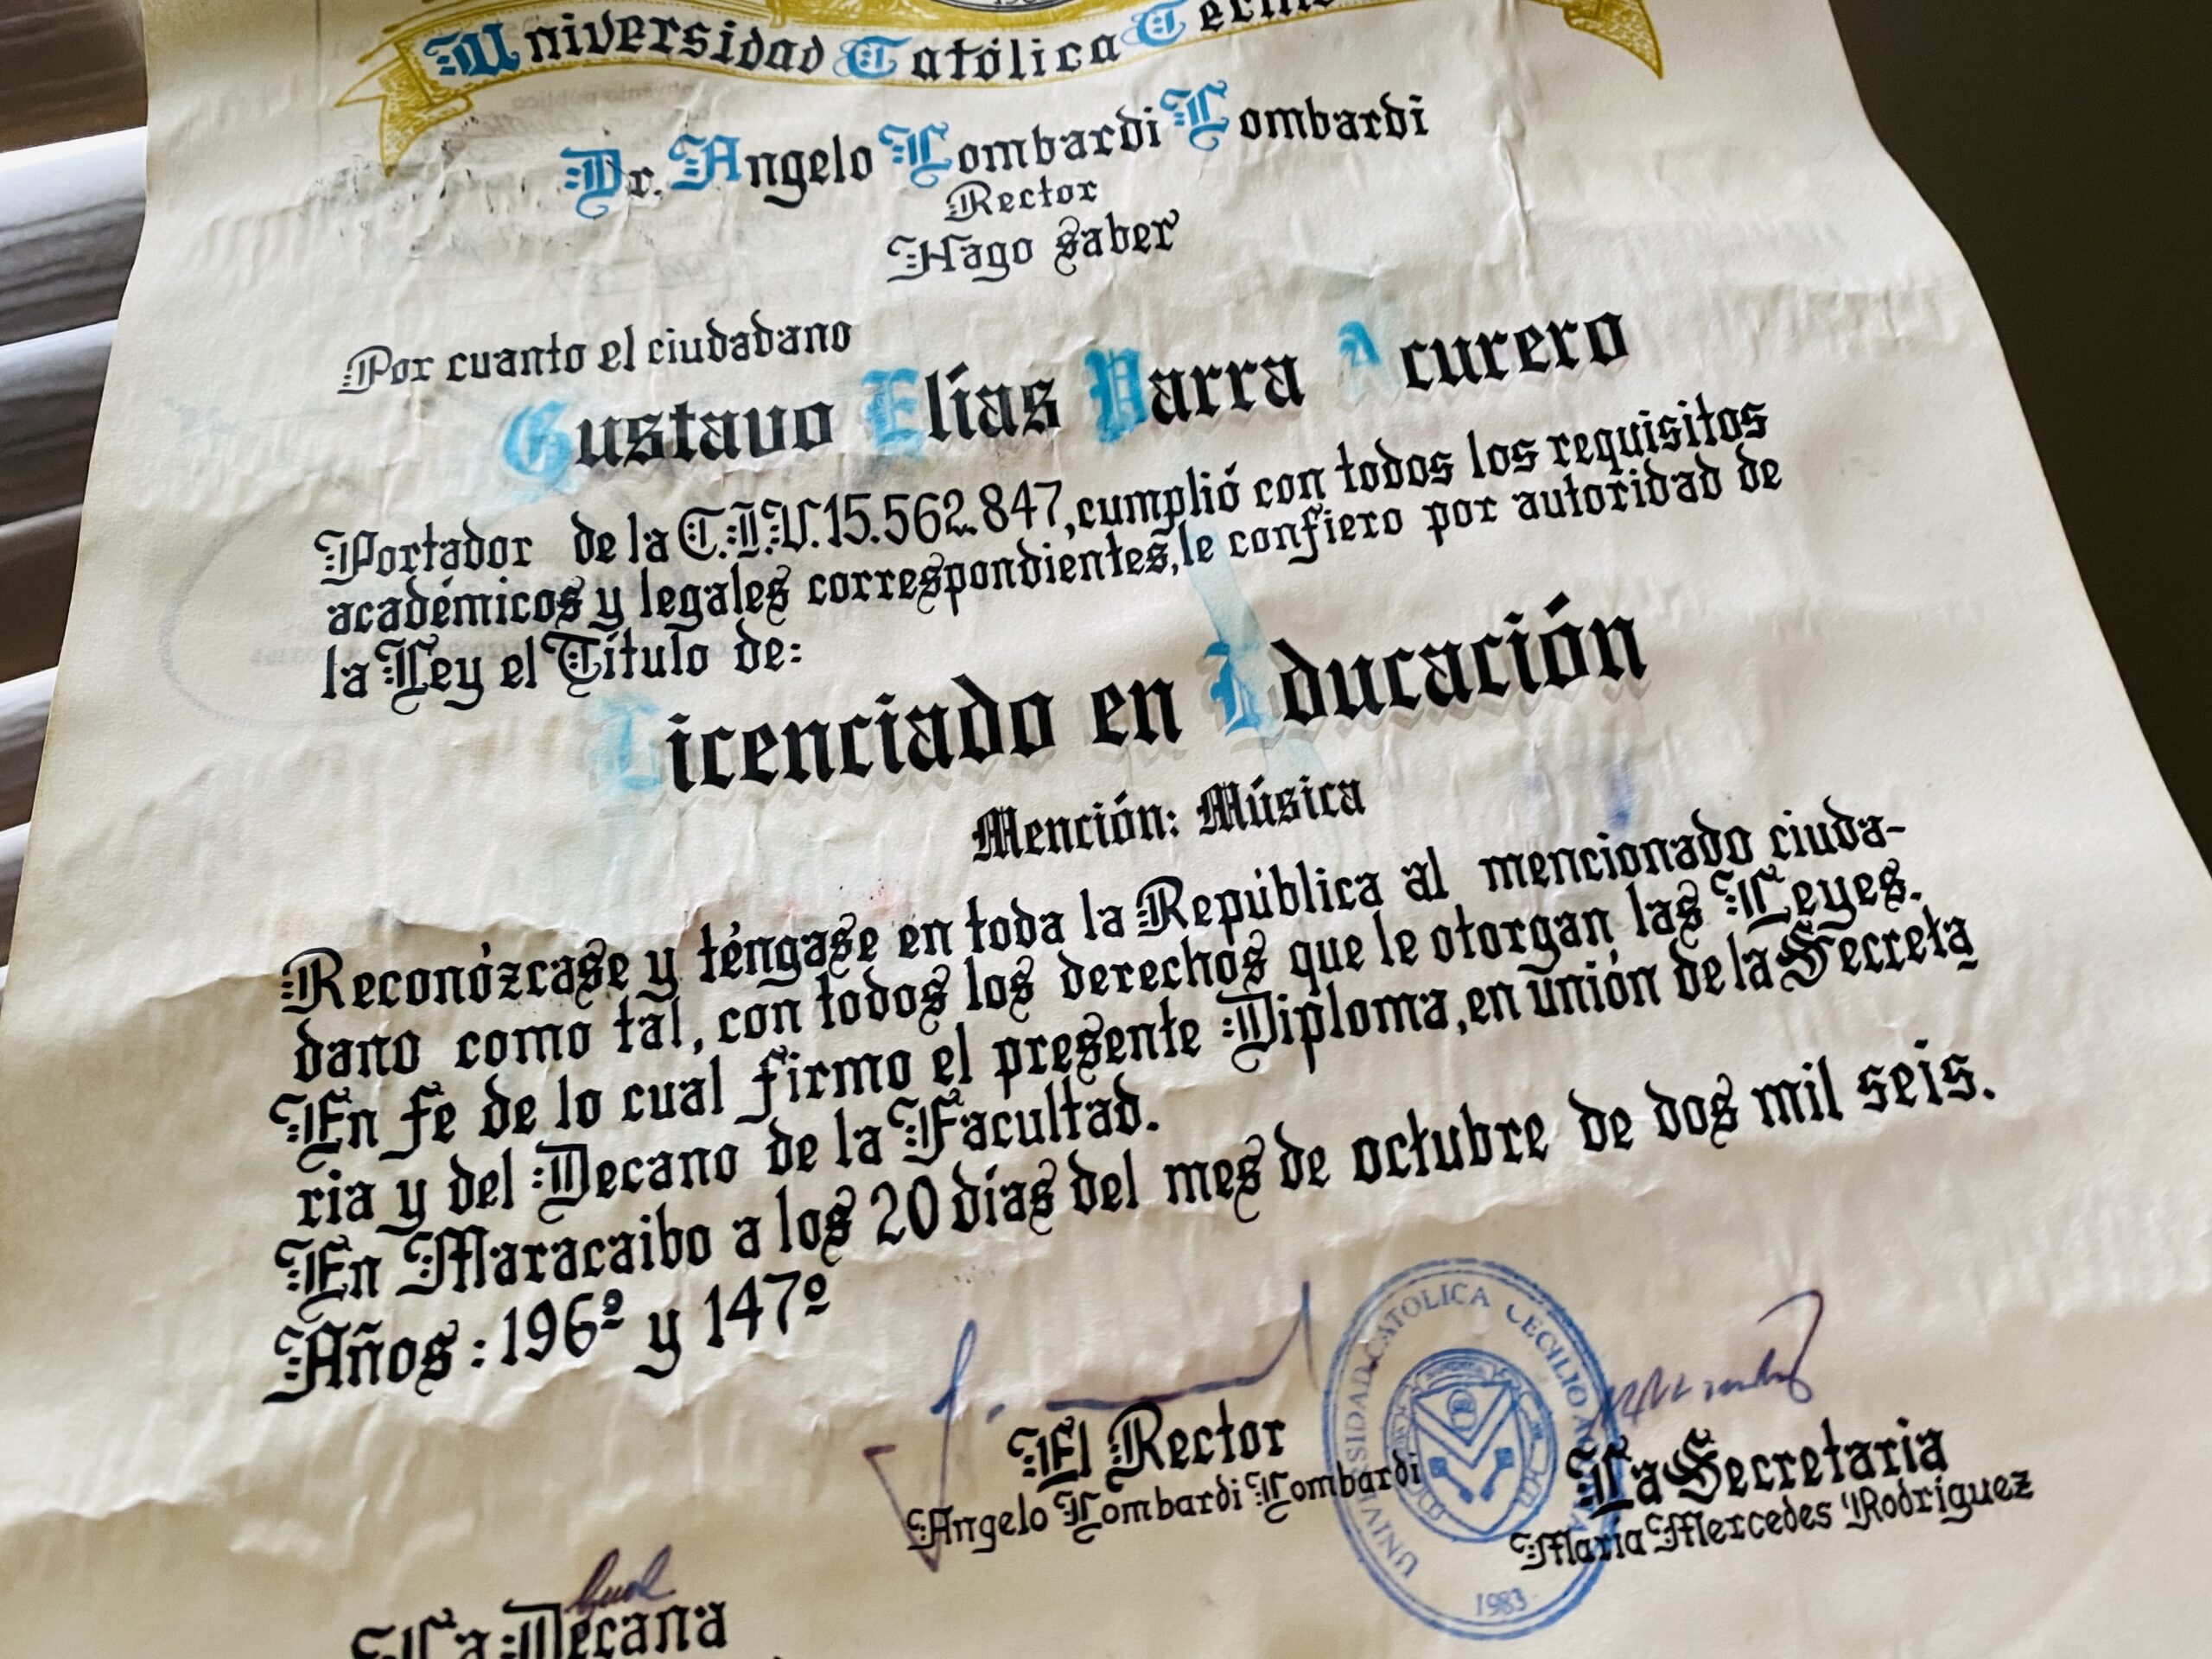 Universidad Católica
Dr. Angelo Lombardi Lombardi
Rector
Hago saber
Por cuanto el ciudadano
Gustavo Elías Parra Acurero
Portador de la C.I.V.15.562.847, cumplió con todos los requisitos
académicos y legales correspondientes, le confiero por autoridad de
la Ley el Título de:
Licenciado en Educación
Mención: Música
Reconózcase y téngase en toda la República al mencionado ciuda-
dano como tal, con todos los derechos que le otorgan las Leyes.
En fe de lo cual firmo el presente Diploma, en unión de la Secreta
ria y del Decano de la Facultad.
En Maracaibo a los 20 días del mes de octubre de dos mil seis.
Años: 196º y 147º
El Rector
Angelo Lombardi Lombardi
UNIVERSIDAD CATOLICA CECILIO
1983
La Secretaria
María Mercedes Rodríguez
La Decana